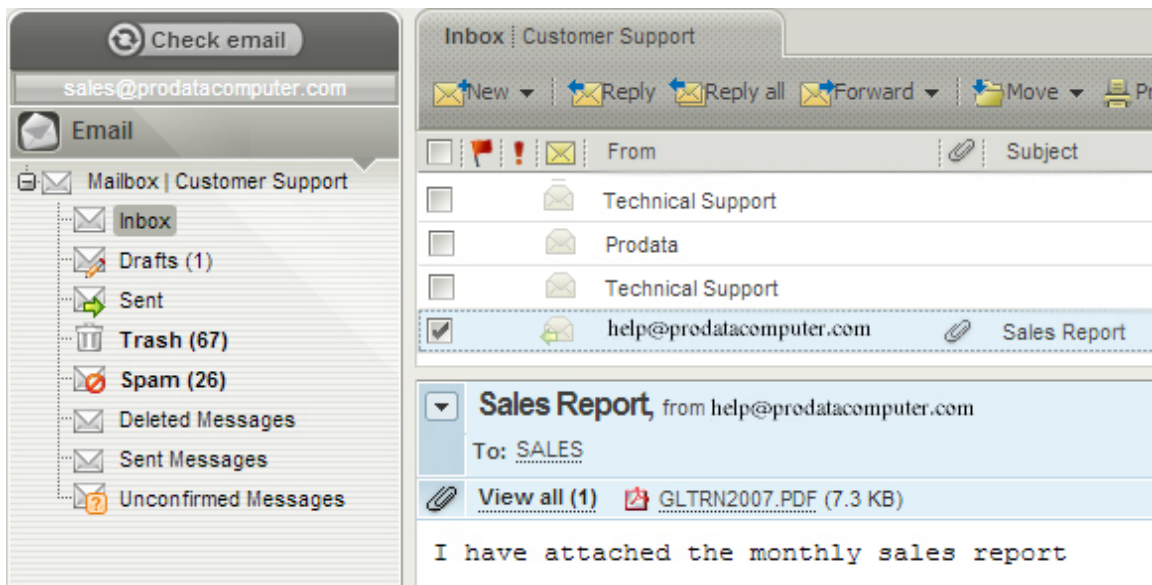 Check email
sales@prodatacomputer.com
Email
Mailbox | Customer Support
Inbox
Drafts (1)
Sent
Trash (67)
Spam (26)
Deleted Messages
Sent Messages
Unconfirmed Messages
Inbox Customer Support
New Reply Reply all Forward Move Pr
From Subject
Technical Support
Prodata
Technical Support
help@prodatacomputer.com Sales Report
Sales Report, from help@prodatacomputer.com
To: SALES
View all (1) GLTRN2007.PDF (7.3 KB)
I have attached the monthly sales report